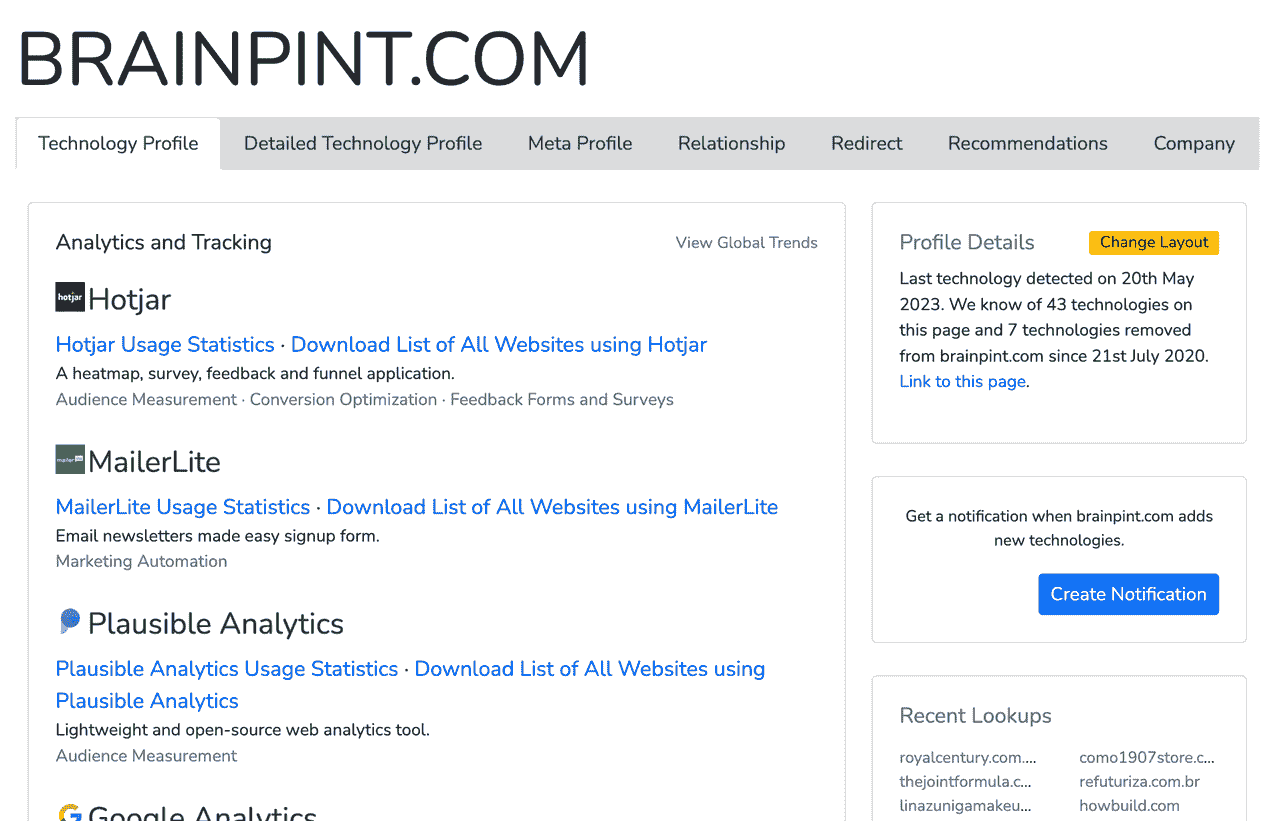 BRAINPINT.COM
Technology Profile
Detailed Technology Profile
Meta Profile
Relationship
Redirect
Recommendations
Company
Analytics and Tracking
View Global Trends
hotjar
Hotjar
Hotjar Usage Statistics · Download List of All Websites using Hotjar
A heatmap, survey, feedback and funnel application.
Audience Measurement · Conversion Optimization · Feedback Forms and Surveys
MailerLite
MailerLite Usage Statistics · Download List of All Websites using MailerLite
Email newsletters made easy signup form.
Marketing Automation
Plausible Analytics
Plausible Analytics Usage Statistics · Download List of All Websites using
Plausible Analytics
Lightweight and open-source web analytics tool.
Audience Measurement
Google Analytics
Profile Details
Change Layout
Last technology detected on 20th May
2023. We know of 43 technologies on
this page and 7 technologies removed
from brainpint.com since 21st July 2020.
Link to this page.
Get a notification when brainpint.com adds
new technologies.
Create Notification
Recent Lookups
royalcentury.com....
como1907store.c...
thejointformula.c...
refuturiza.com.br
linazunigamakeu...
howbuild.com